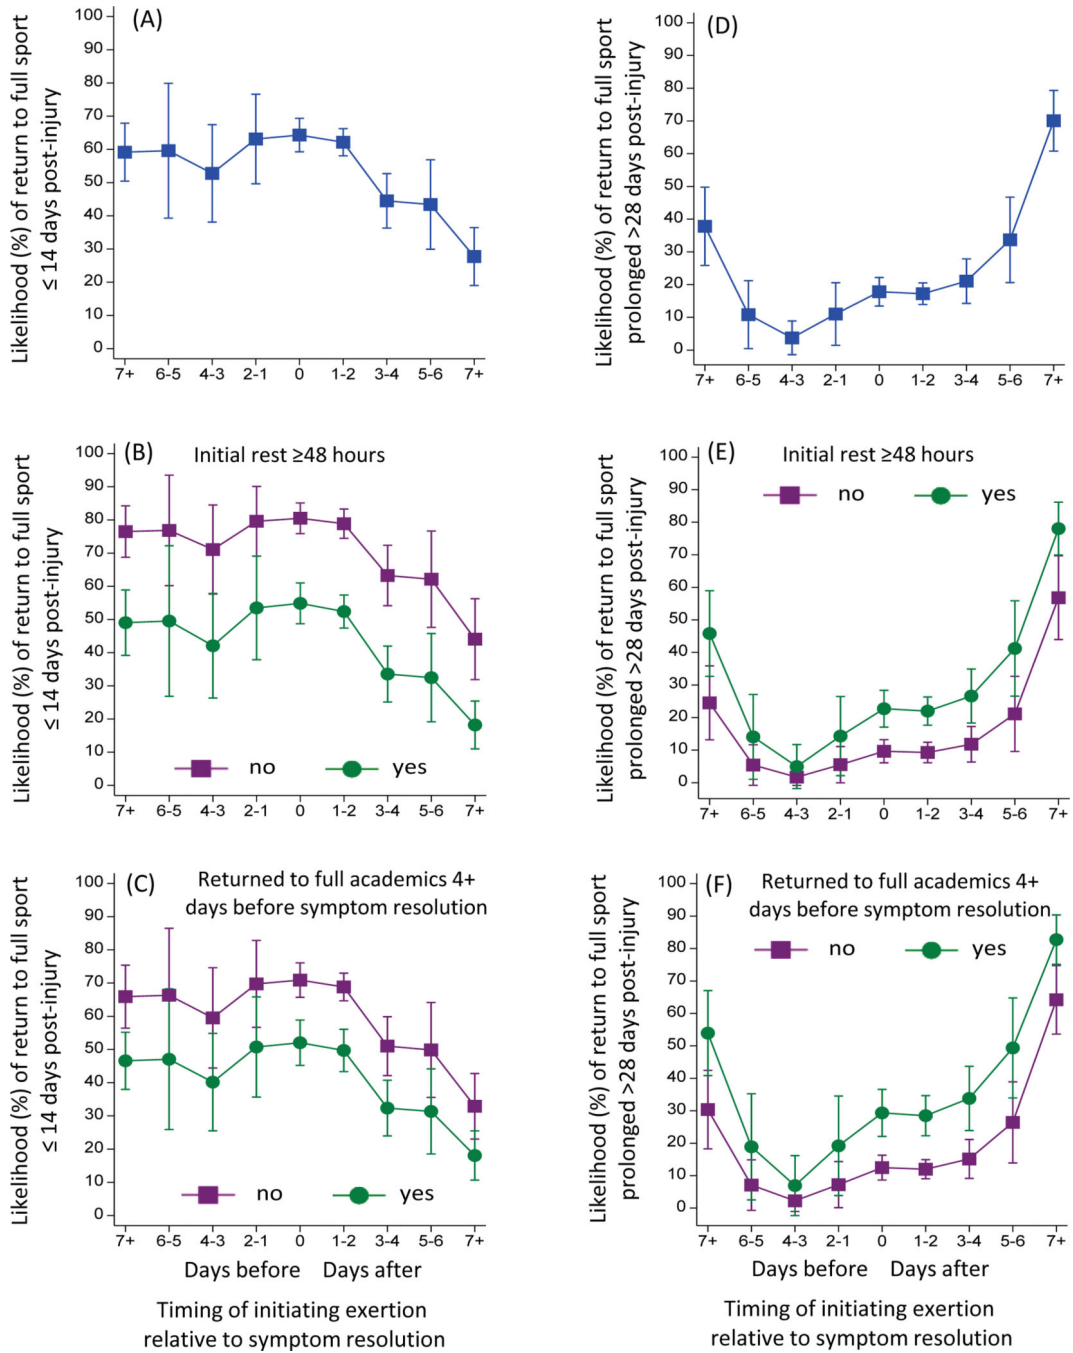 (A)
Likelihood (%) of return to full sport
≤ 14 days post-injury
100
90
80
70
60
50
40
30
20
10
0
7+ 6-5 4-3 2-1 0 1-2 3-4 5-6 7+
(D)
Likelihood (%) of return to full sport
prolonged >28 days post-injury
100
90
80
70
60
50
40
30
20
10
0
7+ 6-5 4-3 2-1 0 1-2 3-4 5-6 7+
(B) Initial rest ≥48 hours
Likelihood (%) of return to full sport
≤ 14 days post-injury
100
90
80
70
60
50
40
30
20
10
0
no yes
7+ 6-5 4-3 2-1 0 1-2 3-4 5-6 7+
(E) Initial rest ≥48 hours
no yes
Likelihood (%) of return to full sport
prolonged >28 days post-injury
100
90
80
70
60
50
40
30
20
10
0
7+ 6-5 4-3 2-1 0 1-2 3-4 5-6 7+
(C) Returned to full academics 4+
days before symptom resolution
Likelihood (%) of return to full sport
≤ 14 days post-injury
100
90
80
70
60
50
40
30
20
10
0
no yes
7+ 6-5 4-3 2-1 0 1-2 3-4 5-6 7+
Days before Days after
Timing of initiating exertion
relative to symptom resolution
(F) Returned to full academics 4+
days before symptom resolution
no yes
Likelihood (%) of return to full sport
prolonged >28 days post-injury
100
90
80
70
60
50
40
30
20
10
0
7+ 6-5 4-3 2-1 0 1-2 3-4 5-6 7+
Days before Days after
Timing of initiating exertion
relative to symptom resolution